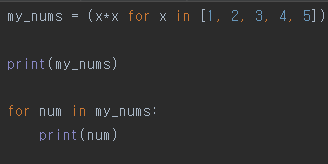 my_nums = (x*x for x in [1, 2, 3, 4, 5])
print(my_nums)
for num in my_nums:
    print(num)